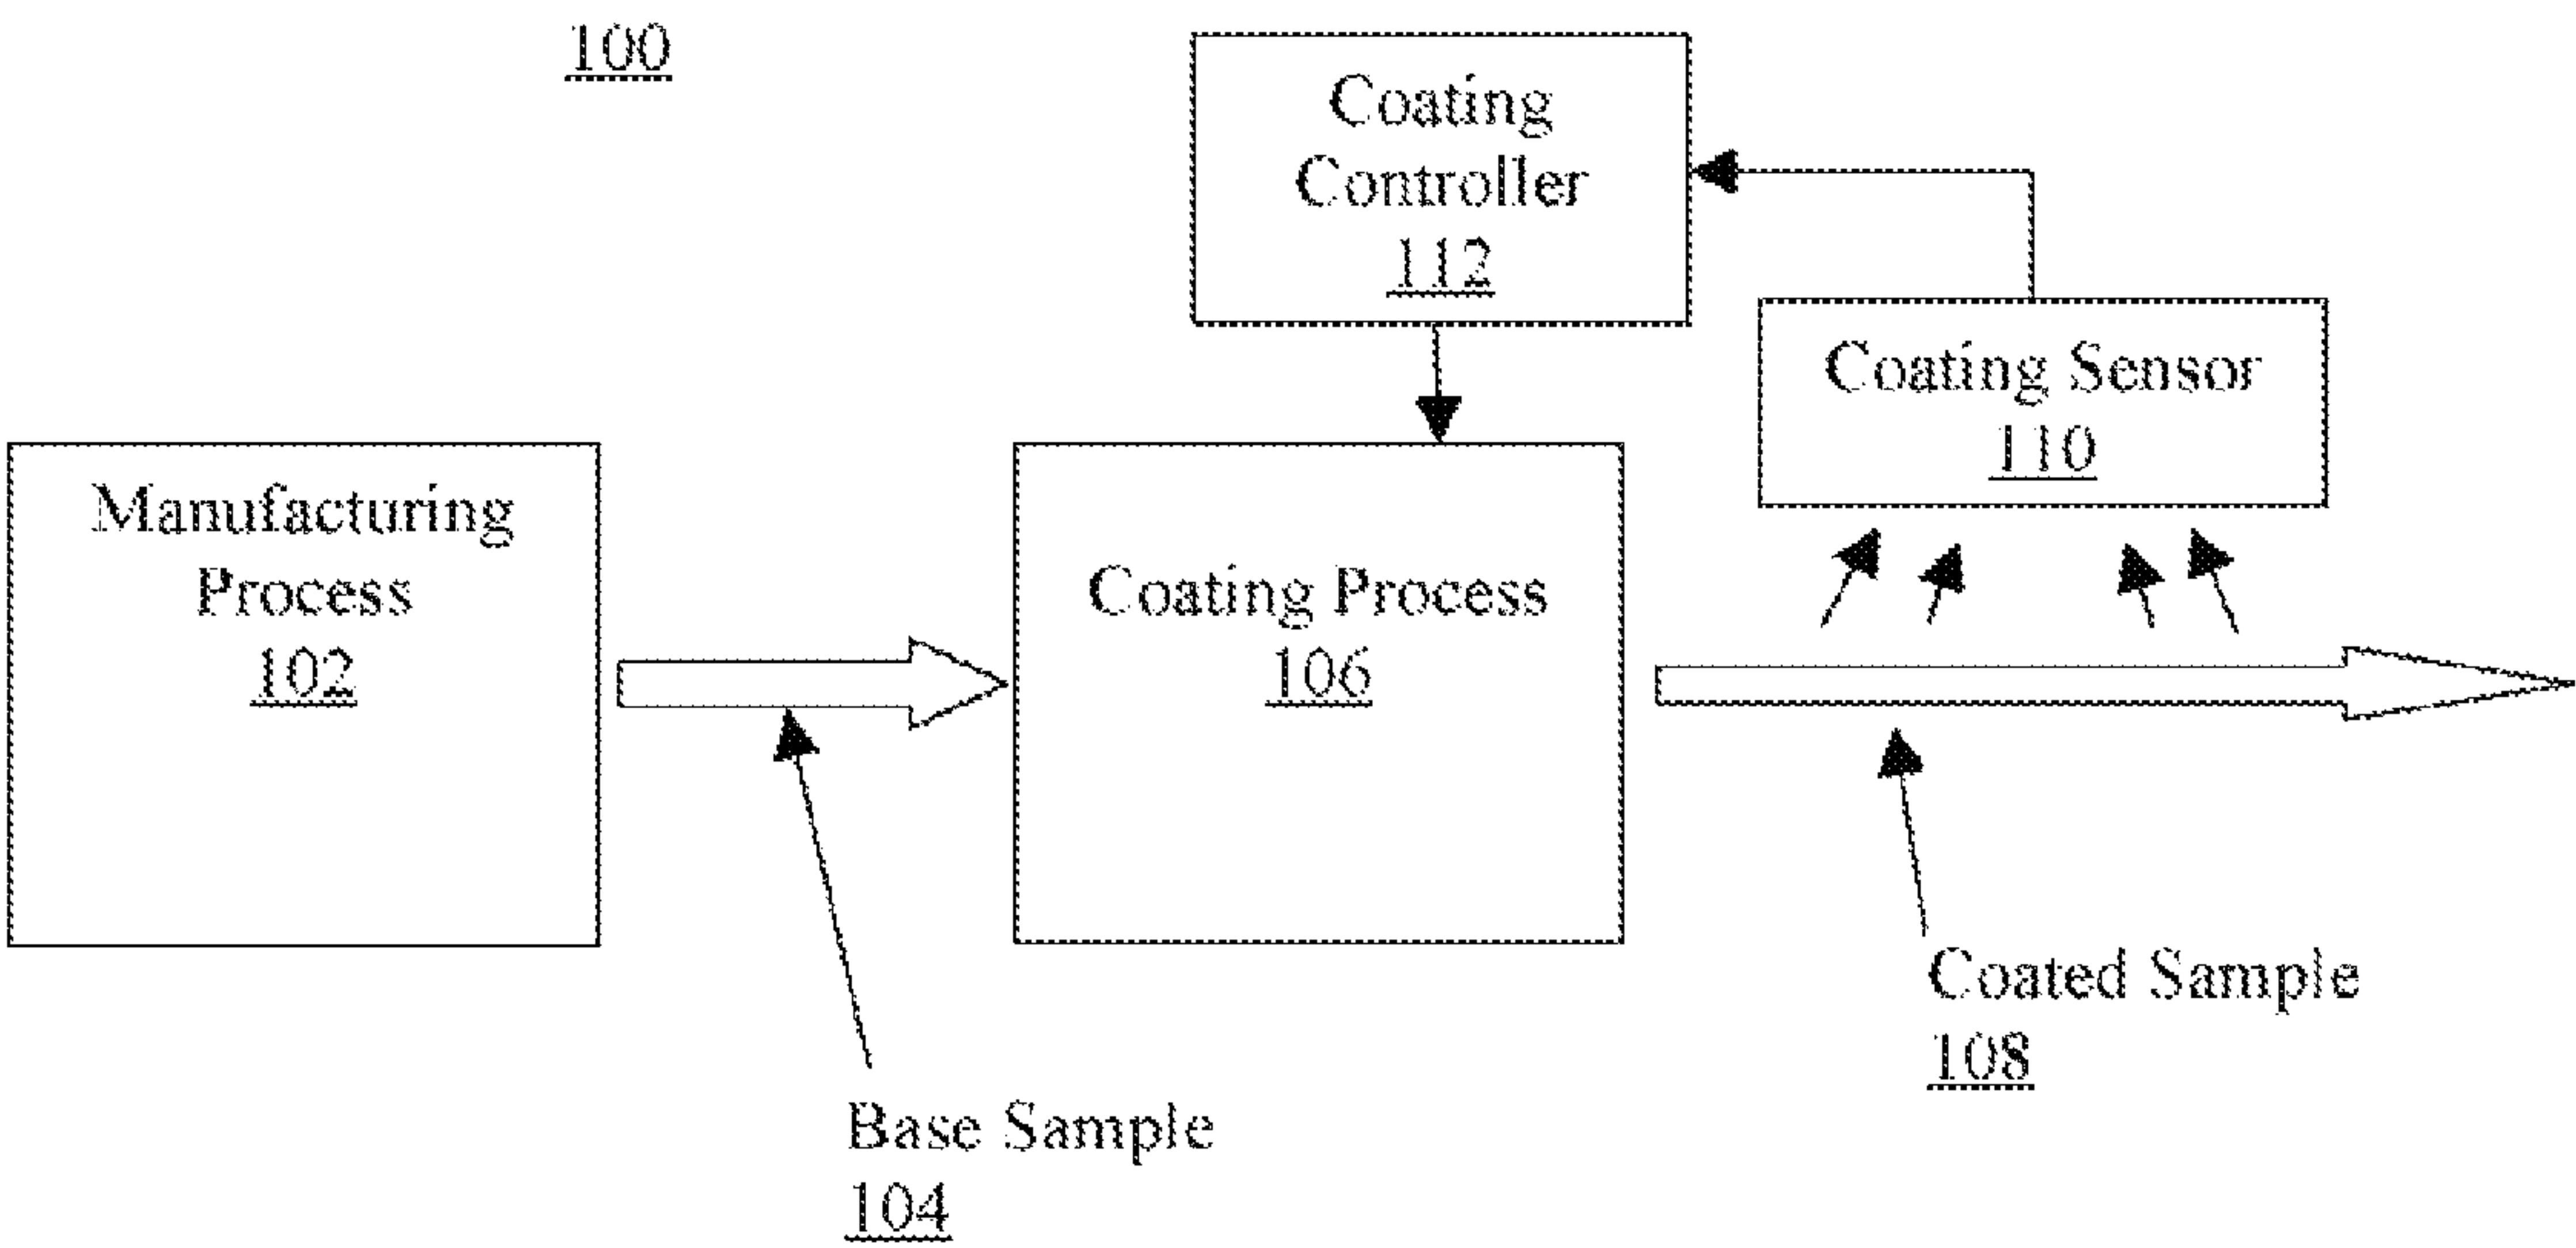 100
Coating
Controller
112
Coating Sensor
110
Manufacturing
Process
102
Coating Process
106
Coated Sample
108
Base Sample
104